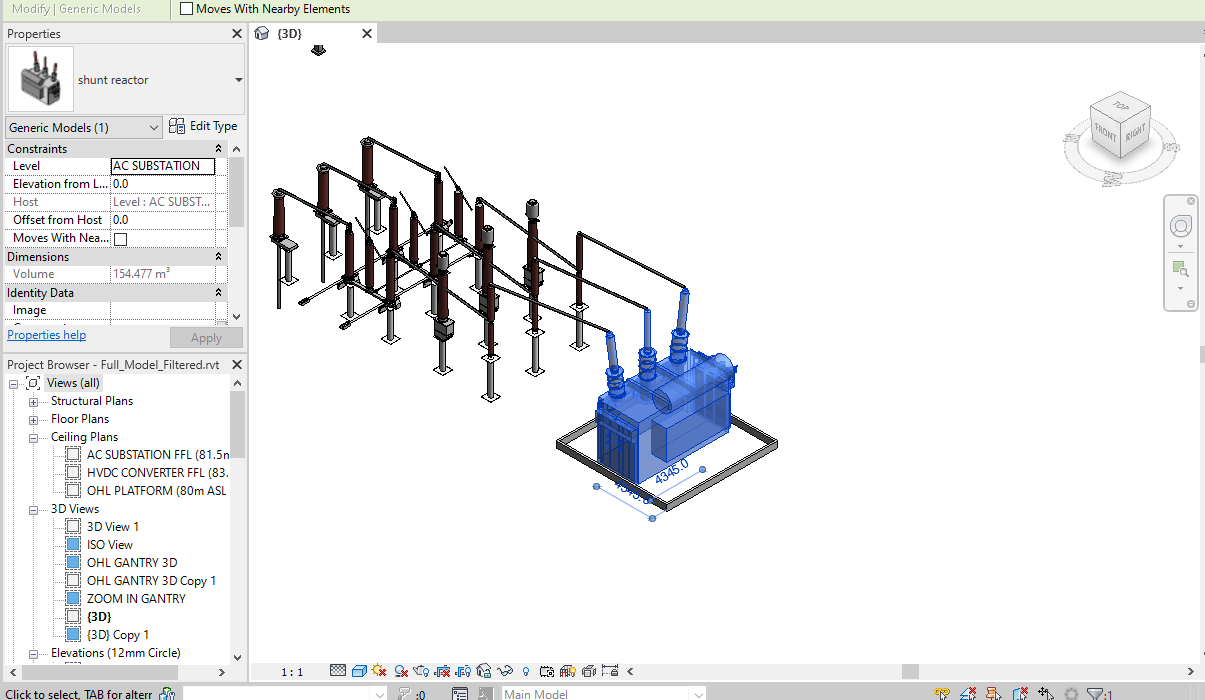 Modify | Generic Models
Moves With Nearby Elements
Properties
{3D}
shunt reactor
Generic Models (1)
Edit Type
Constraints
Level AC SUBSTATION
Elevation from L... 0.0
Host Level : AC SUBST...
Offset from Host 0.0
Moves With Nea...
Dimensions
Volume 154.477 m³
Identity Data
Image
Properties help
Apply
Project Browser - Full_Model_Filtered.rvt
Views (all)
Structural Plans
Floor Plans
Ceiling Plans
AC SUBSTATION FFL (81.5m
HVDC CONVERTER FFL (83.
OHL PLATFORM (80m ASL
3D Views
3D View 1
ISO View
OHL GANTRY 3D
OHL GANTRY 3D Copy 1
ZOOM IN GANTRY
{3D}
{3D} Copy 1
Elevations (12mm Circle)
TOP
FRONT
RIGHT
4345.0
1 : 1
Click to select, TAB for altern
:0
Main Model
:1